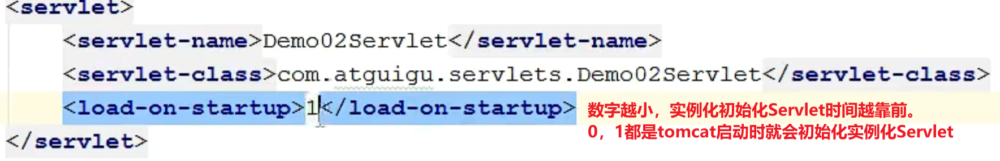 <servlet>
<servlet-name>Demo02Servlet</servlet-name>
<servlet-class>com.atguigu.servlets.Demo02Servlet</servlet-class>
<load-on-startup>1</load-on-startup>
数字越小，实例化初始化Servlet时间越靠前。
0，1都是tomcat启动时就会初始化实例化Servlet
</servlet>